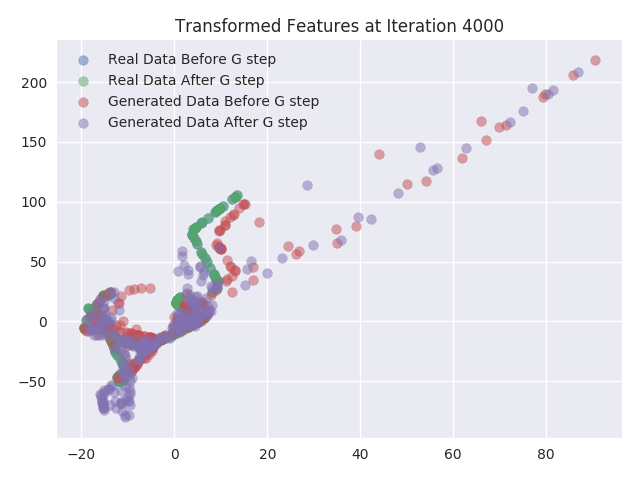 Transformed Features at Iteration 4000
Real Data Before G step
Real Data After G step
Generated Data Before G step
Generated Data After G step
200
150
100
50
0
−50
−20 0 20 40 60 80